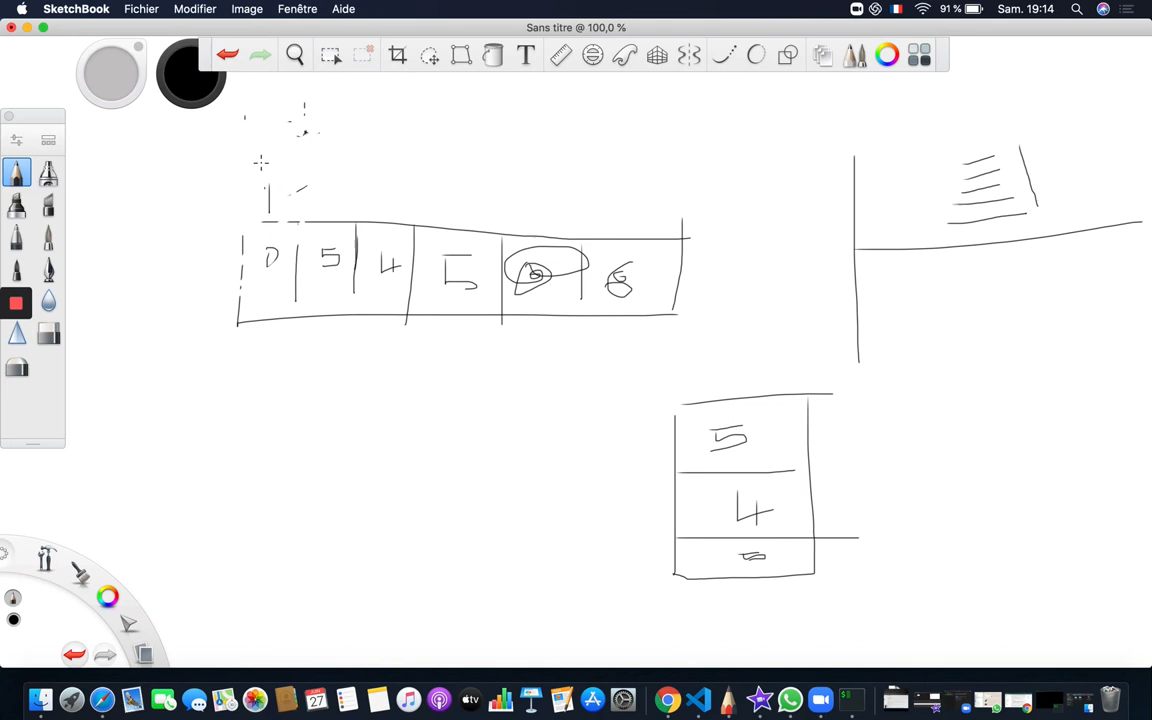 SketchBook Fichier Modifier Image Fenêtre Aide 91 % Sam. 19:14
Sans titre @ 100,0 %
T
0 5 4 5 6
5
4
JUN
27
tv